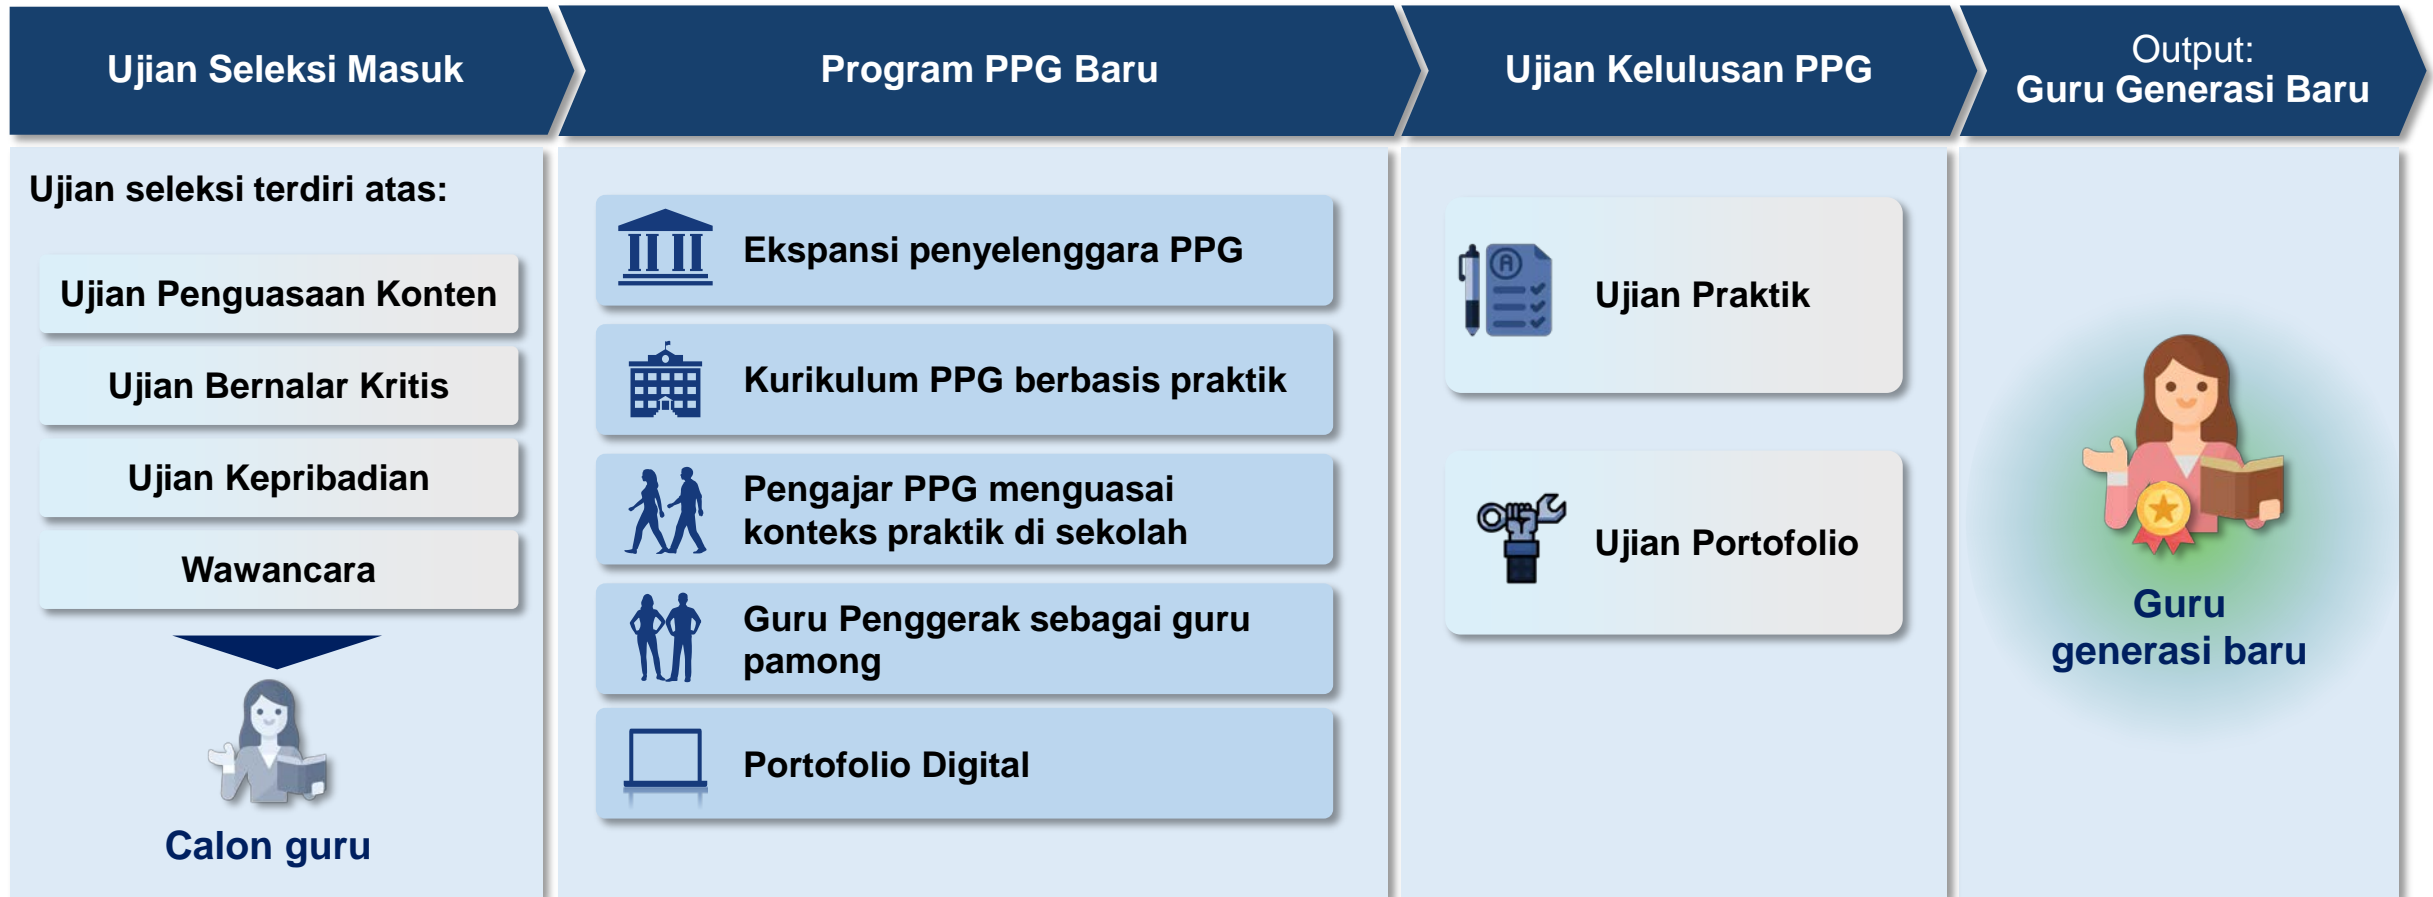 Ujian Seleksi Masuk
Program PPG Baru
Ujian Kelulusan PPG
Output:
Guru Generasi Baru
Ujian seleksi terdiri atas:
Ujian Penguasaan Konten
Ujian Bernalar Kritis
Ujian Kepribadian
Wawancara
Calon guru
Ekspansi penyelenggara PPG
Kurikulum PPG berbasis praktik
Pengajar PPG menguasai
konteks praktik di sekolah
Guru Penggerak sebagai guru
pamong
Portofolio Digital
A
Ujian Praktik
Ujian Portofolio
Guru
generasi baru